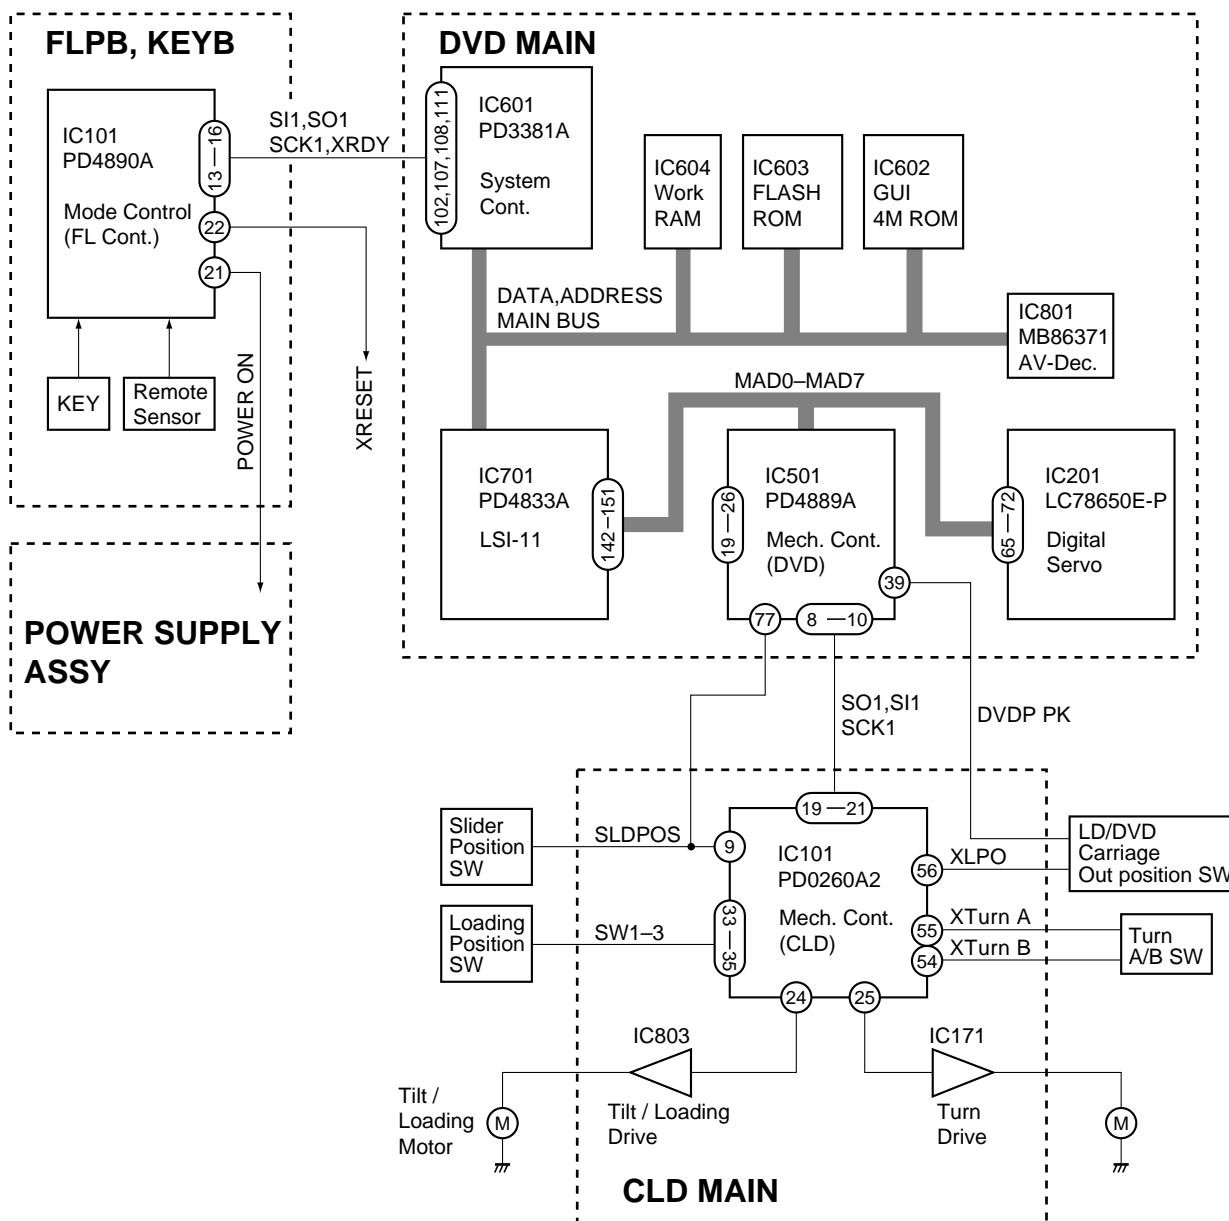 FLPB, KEYB
IC101
PD4890A
Mode Control
(FL Cont.)
13 — 16
22
21
KEY
Remote
Sensor
POWER ON
XRESET
SI1,SO1
SCK1,XRDY
POWER SUPPLY
ASSY
DVD MAIN
102,107,108,111
IC601
PD3381A
System
Cont.
IC604
Work
RAM
IC603
FLASH
ROM
IC602
GUI
4M ROM
DATA,ADDRESS
MAIN BUS
IC801
MB86371
AV-Dec.
MAD0–MAD7
IC701
PD4833A
LSI-11
142 –151
IC501
PD4889A
Mech. Cont.
(DVD)
19 — 26
39
77
8 — 10
IC201
LC78650E-P
Digital
Servo
65 — 72
SO1,SI1
SCK1
DVDP PK
Slider
Position
SW
SLDPOS
9
19 — 21
IC101
PD0260A2
Mech. Cont.
(CLD)
56
XLPO
LD/DVD
Carriage
Out position SW
Loading
Position
SW
SW1–3
33 — 35
55
XTurn A
54
XTurn B
Turn
A/B SW
24
25
IC803
IC171
Tilt /
Loading
Motor
M
Tilt / Loading
Drive
Turn
Drive
M
CLD MAIN